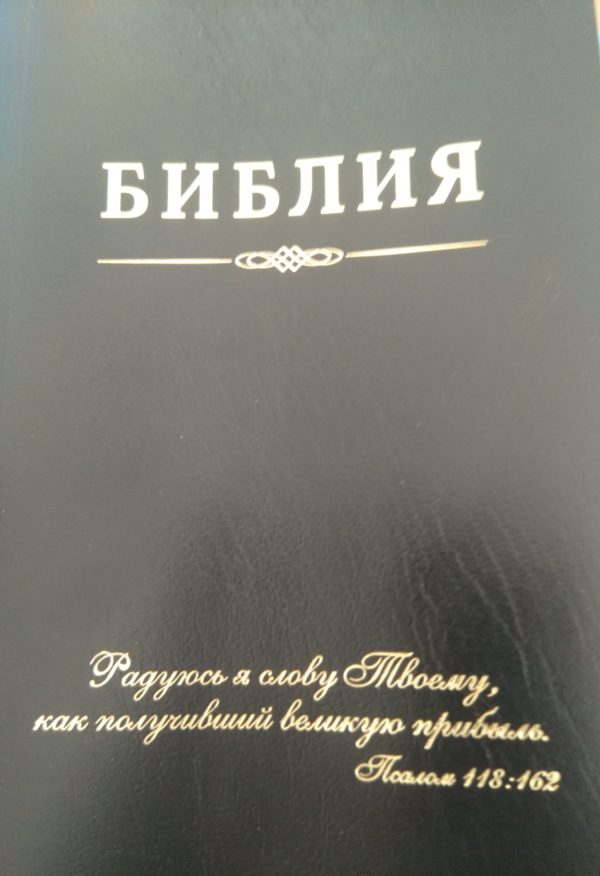 БИБЛИЯ
Радуюсь я слову Твоему,
как получивший великую прибыль.
Псалом 118:162